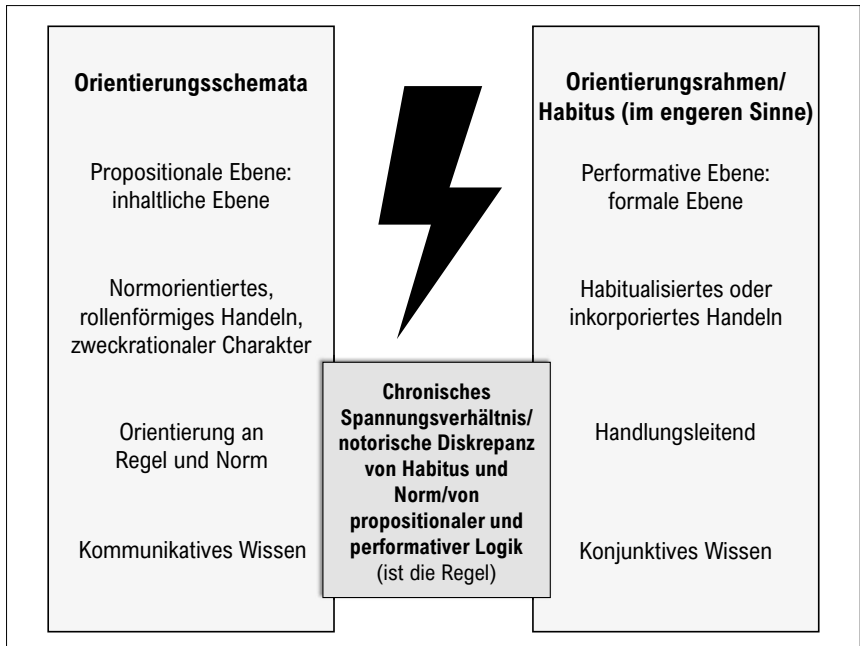 Orientierungsschemata
Propositionale Ebene:
inhaltliche Ebene
Normorientiertes,
rollenförmiges Handeln,
zweckrationaler Charakter
Orientierung an
Regel und Norm
Kommunikatives Wissen
Chronisches
Spannungsverhältnis/
notorische Diskrepanz
von Habitus und
Norm/von
propositionaler und
performativer Logik
(ist die Regel)
Orientierungsrahmen/
Habitus (im engeren Sinne)
Performative Ebene:
formale Ebene
Habitualisiertes oder
inkorporiertes Handeln
Handlungsleitend
Konjunktives Wissen